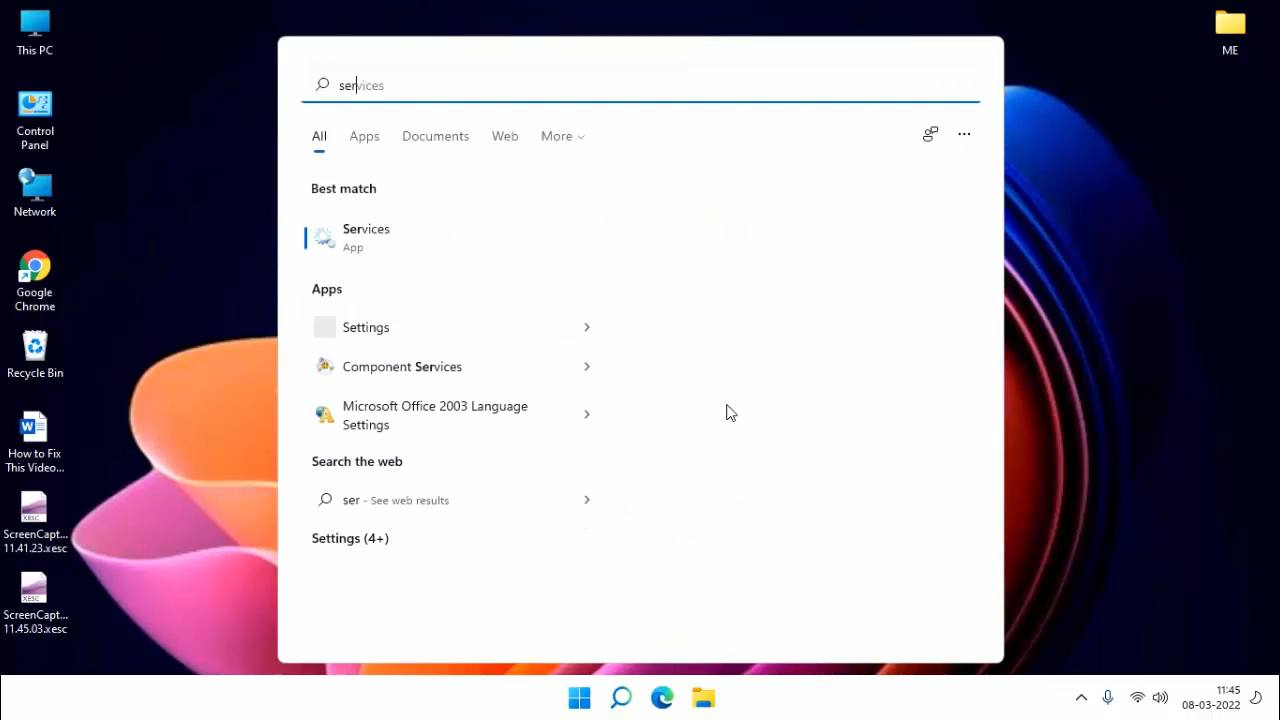 This PC
Control
Panel
Network
Google
Chrome
Recycle Bin
How to Fix
This Video...
ScreenCapt...
11.41.23.xesc
ScreenCapt...
11.45.03.xesc
ME
services
All
Apps
Documents
Web
More
Best match
Services
App
Apps
Settings
Component Services
Microsoft Office 2003 Language
Settings
Search the web
ser - See web results
Settings (4+)
11:45
08-03-2022